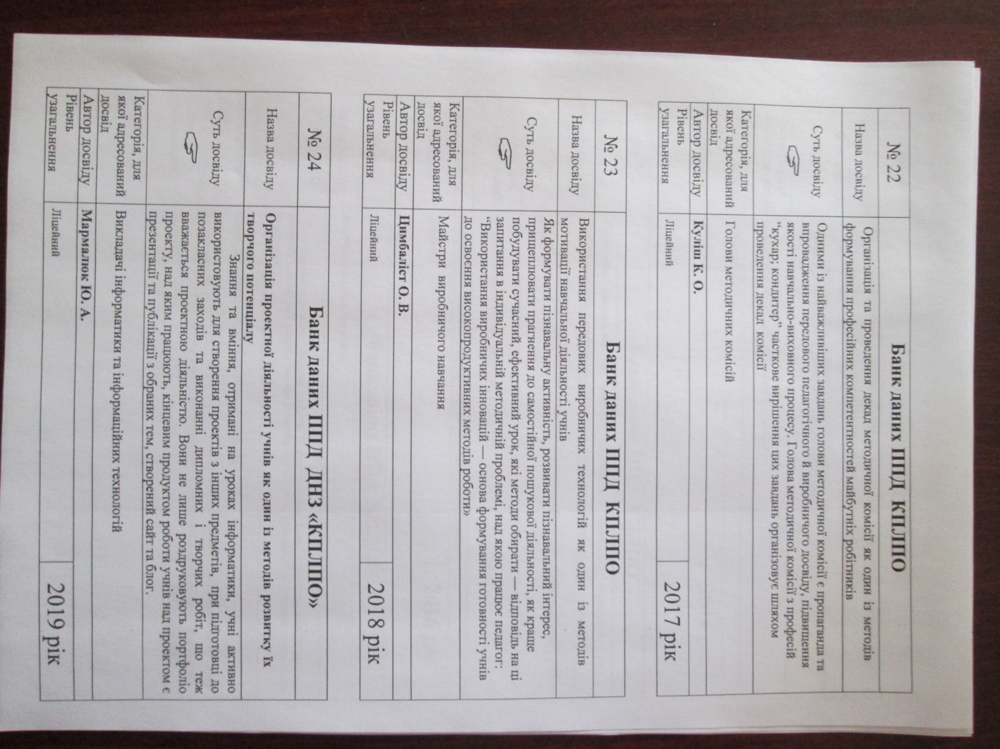 № 22
Банк даних ППД КПЛПО
Назва досвіду
Організація та проведення декад методичної комісії як один із методів
формування професійних компетентностей майбутніх робітників
Суть досвіду
Одними із найважливіших завдань голови методичної комісії є пропаганда та
впровадження передового педагогічного й виробничого досвіду, підвищення
якості навчально-виховного процесу. Голова методичної комісії з професій
“кухар; кондитер” часткове вирішення цих завдань організовує шляхом
проведення декад комісії
Категорія, для
якої адресований
досвід
Голови методичних комісій
Автор досвіду
Куліш К. О.
Рівень
узагальнення
Ліцейний
2017 рік
№ 23
Банк даних ППД КПЛПО
Назва досвіду
Використання передових виробничих технологій як один із методів
мотивації навчальної діяльності учнів
Суть досвіду
Як формувати пізнавальну активність, розвивати пізнавальний інтерес,
прищеплювати прагнення до самостійної пошукової діяльності, як краще
побудувати сучасний, ефективний урок, які методи обирати — відповідь на ці
запитання в індивідуальній методичній проблемі, над якою працює педагог:
“Використання виробничих інновацій — основа формування готовності учнів
до освоєння високопродуктивних методів роботи»
Категорія, для
якої адресований
досвід
Майстри виробничого навчання
Автор досвіду
Цимбаліст О. В.
Рівень
узагальнення
Ліцейний
2018 рік
№ 24
Банк даних ППД ДНЗ «КПЛПО»
Назва досвіду
Організація проектної діяльності учнів як один із методів розвитку їх
творчого потенціалу
Суть досвіду
Знання та вміння, отримані на уроках інформатики, учні активно
використовують для створення проектів з інших предметів, при підготовці до
позакласних заходів та виконанні дипломних і творчих робіт, що теж
вважається проектною діяльністю. Вони не лише роздруковують портфоліо
проекту, над яким працюють, кінцевим продуктом роботи учнів над проектом є
презентації та публікації з обраних тем, створений сайт та блог.
Категорія, для
якої адресований
досвід
Викладачі інформатики та інформаційних технологій
Автор досвіду
Мармалюк Ю. А.
Рівень
узагальнення
Ліцейний
2019 рік